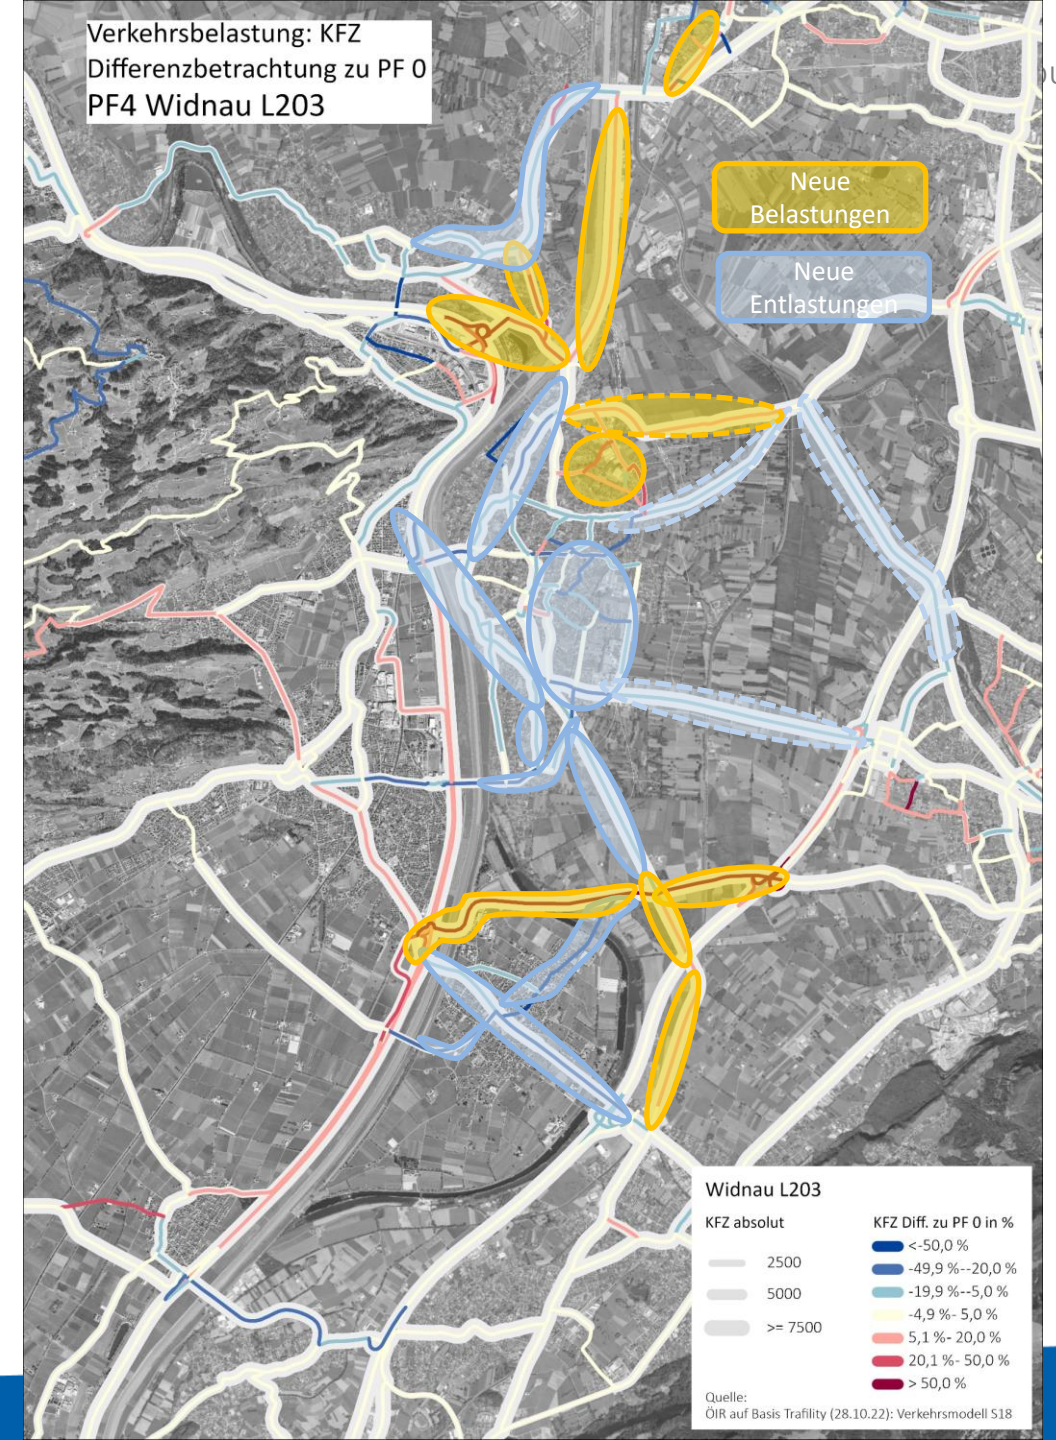 Verkehrsbelastung: KFZ
Differenzbetrachtung zu PF 0
PF4 Widnau L203
Neue
Belastungen
Neue
Entlastungen
Widnau L203
KFZ absolut
2500
5000
>= 7500
KFZ Diff. zu PF 0 in %
<-50,0 %
-49,9 %--20,0 %
-19,9 %--5,0 %
-4,9 %- 5,0 %
5,1 %- 20,0 %
20,1 %- 50,0 %
> 50,0 %
Quelle:
ÖIR auf Basis Trafility (28.10.22): Verkehrsmodell S18